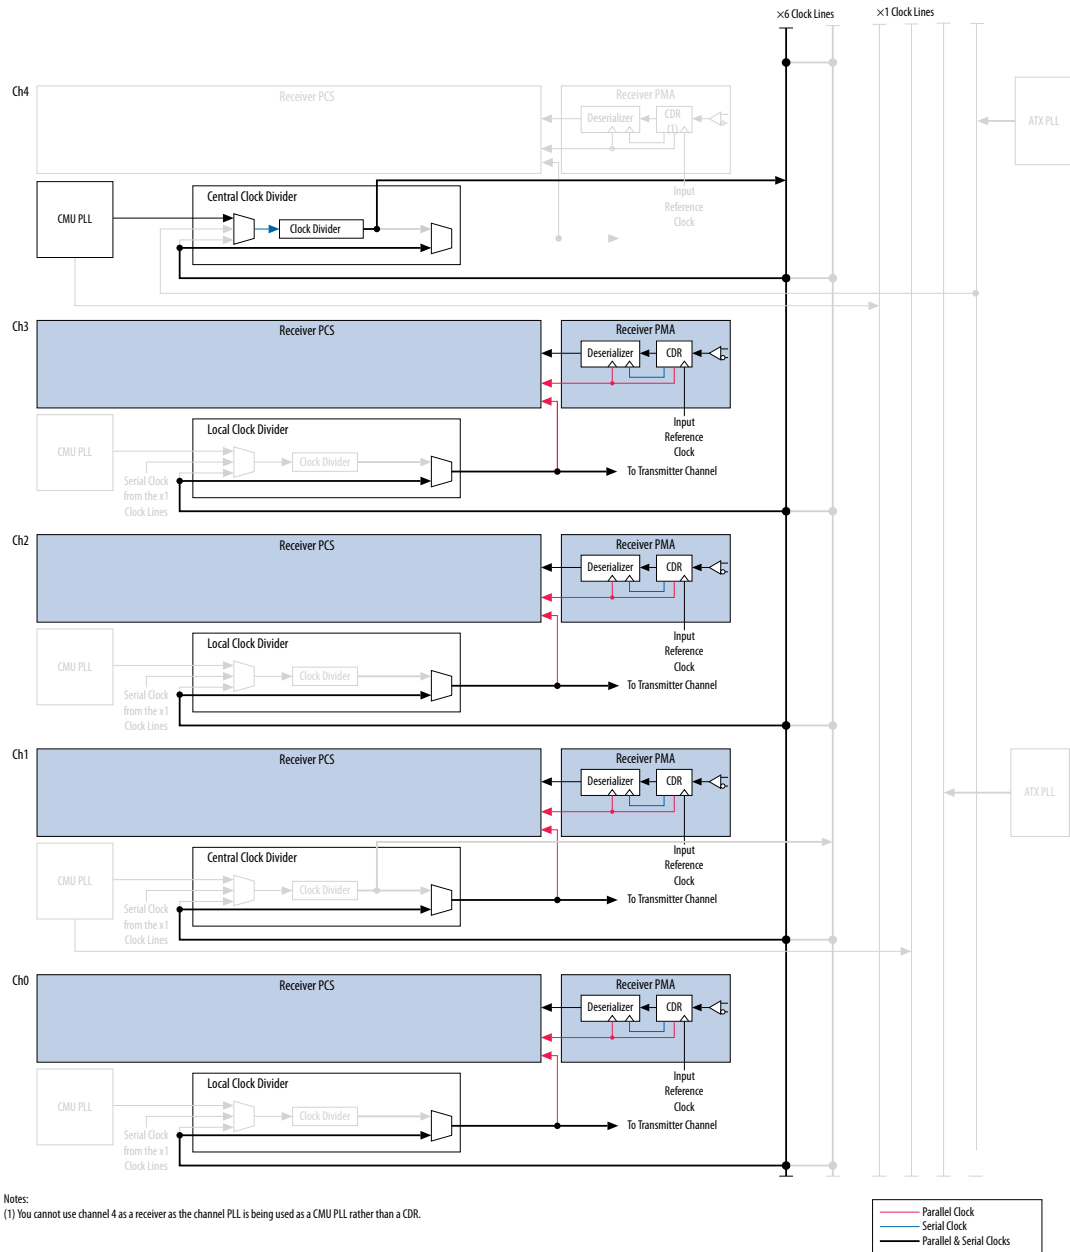 ×6 Clock Lines
×1 Clock Lines
Ch4
Receiver PCS
Receiver PMA
Deserializer
CDR
(1)
ATX PLL
Input
Reference
Clock
CMU PLL
Central Clock Divider
Clock Divider
Ch3
Receiver PCS
Receiver PMA
Deserializer
CDR
Input
Reference
Clock
CMU PLL
Local Clock Divider
Clock Divider
Serial Clock
from the x1
Clock Lines
To Transmitter Channel
Ch2
Receiver PCS
Receiver PMA
Deserializer
CDR
Input
Reference
Clock
CMU PLL
Local Clock Divider
Clock Divider
Serial Clock
from the x1
Clock Lines
To Transmitter Channel
Ch1
Receiver PCS
Receiver PMA
Deserializer
CDR
ATX PLL
Input
Reference
Clock
CMU PLL
Central Clock Divider
Clock Divider
Serial Clock
from the x1
Clock Lines
To Transmitter Channel
Ch0
Receiver PCS
Receiver PMA
Deserializer
CDR
Input
Reference
Clock
CMU PLL
Local Clock Divider
Clock Divider
Serial Clock
from the x1
Clock Lines
To Transmitter Channel
Notes:
(1) You cannot use channel 4 as a receiver as the channel PLL is being used as a CMU PLL rather than a CDR.
Parallel Clock
Serial Clock
Parallel & Serial Clocks